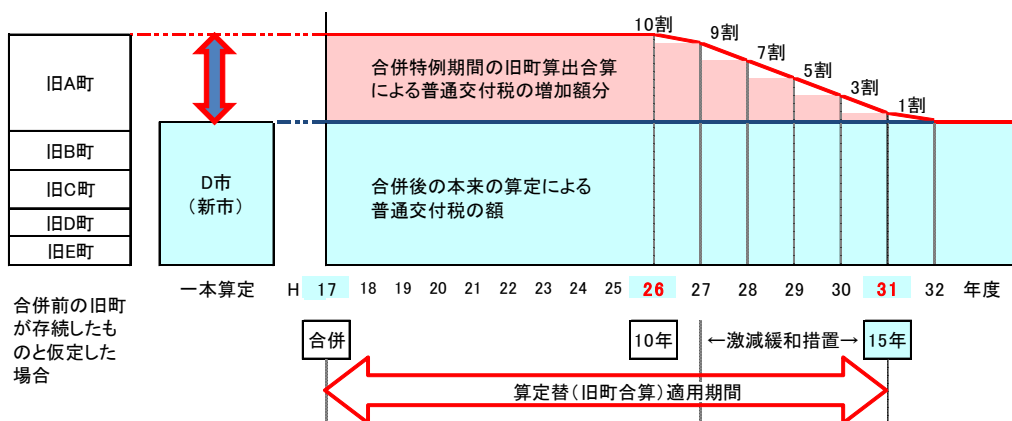 旧A町
旧B町
旧C町
旧D町
旧E町
合併前の旧町
が存続したも
のと仮定した
場合
D市
(新市)
一本算定
合併特例期間の旧町算出合算
による普通交付税の増加額分
合併後の本来の算定による
普通交付税の額
10割
9割
7割
5割
3割
1割
H 17 18 19 20 21 22 23 24 25 26 27 28 29 30 31 32 年度
合併
10年
←激減緩和措置→
15年
算定替(旧町合算)適用期間